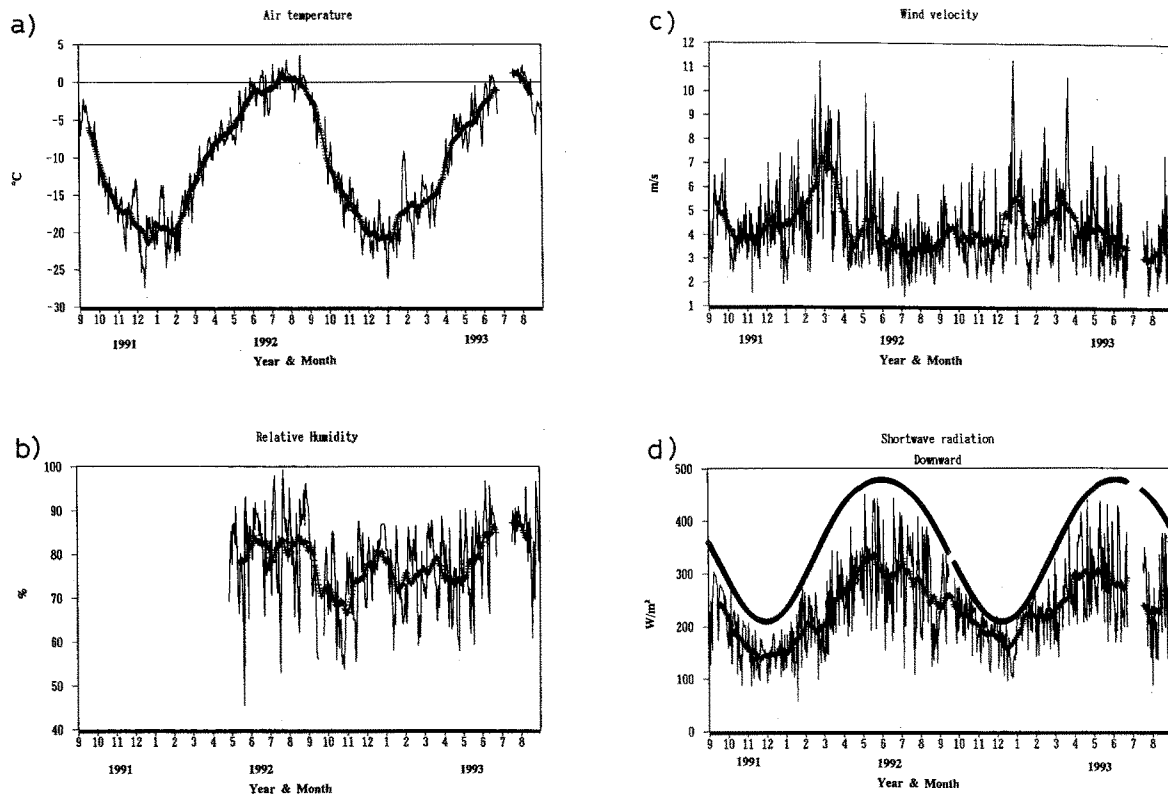 a)
Air temperature
5
0
-5
-10
-15
-20
-25
-30
°C
9 10 11 12 1 2 3 4 5 6 7 8 9 10 11 12 1 2 3 4 5 6 7 8
1991 1992 1993
Year & Month
c)
Wind velocity
12
11
10
9
8
7
6
5
4
3
2
1
m/s
9 10 11 12 1 2 3 4 5 6 7 8 9 10 11 12 1 2 3 4 5 6 7 8
1991 1992 1993
Year & Month
b)
Relative Humidity
100
90
80
70
60
50
40
%
9 10 11 12 1 2 3 4 5 6 7 8 9 10 11 12 1 2 3 4 5 6 7 8
1991 1992 1993
Year & Month
d)
Shortwave radiation
Downward
500
400
300
200
100
0
W/m²
9 10 11 12 1 2 3 4 5 6 7 8 9 10 11 12 1 2 3 4 5 6 7 8
1991 1992 1993
Year & Month